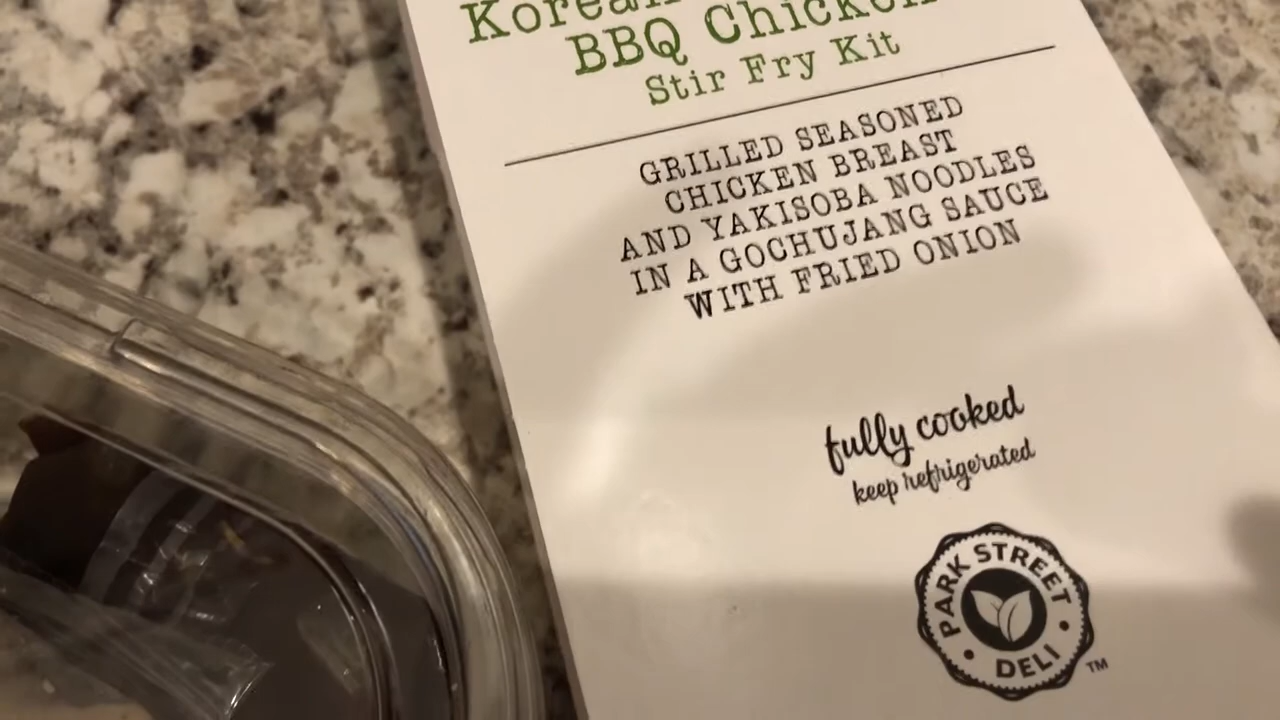 Korean
BBQ Chicken
Stir Fry Kit
GRILLED SEASONED
CHICKEN BREAST
AND YAKISOBA NOODLES
IN A GOCHUJANG SAUCE
WITH FRIED ONION
fully cooked
keep refrigerated
PARK STREET
DELI
TM